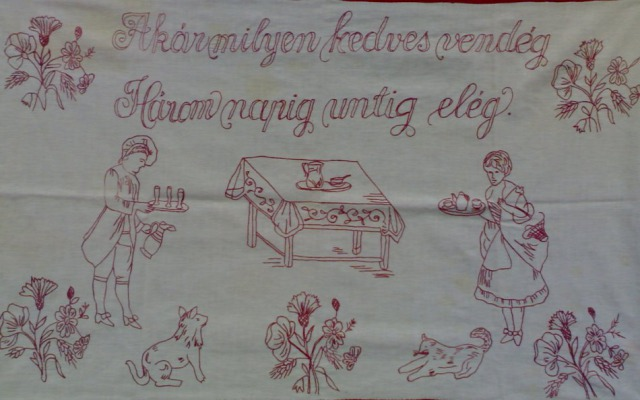 Akármilyen kedves vendég
Három napig untig elég.